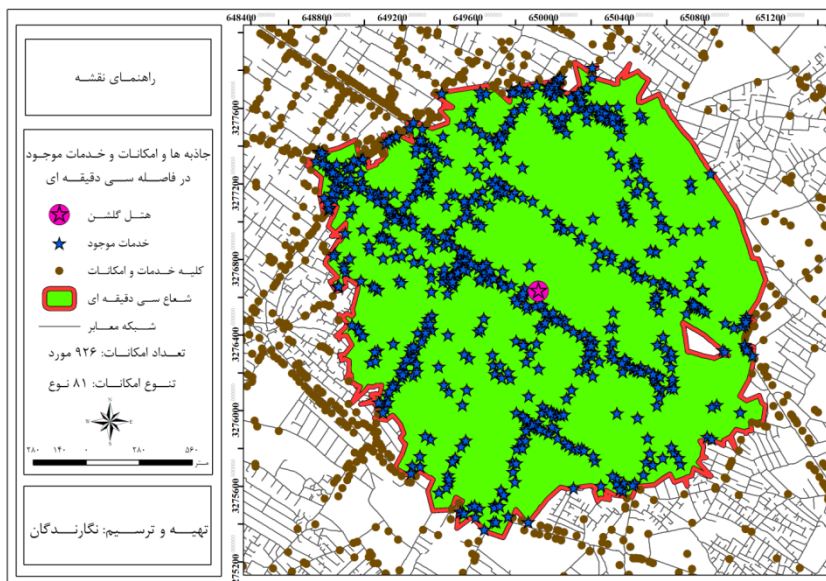 648400 648800 649200 649600 650000 650400 650800 651200
3277600
3277200
3276800
3276400
3276000
3275600
3275200
راهنمای نقشه
جاذبه ها و امکانات و خدمات موجود
در فاصله سی دقیقه ای
هتل گلشن
خدمات موجود
کلیه خدمات و امکانات
شعاع سی دقیقه ای
شبکه معابر
تعداد امکانات: ۹۲۶ مورد
تنوع امکانات: ۸۱ نوع
N
۲۸۰ ۱۴۰ ۰ ۲۸۰ ۵۶۰
متر
تهیه و ترسیم: نگارندگان